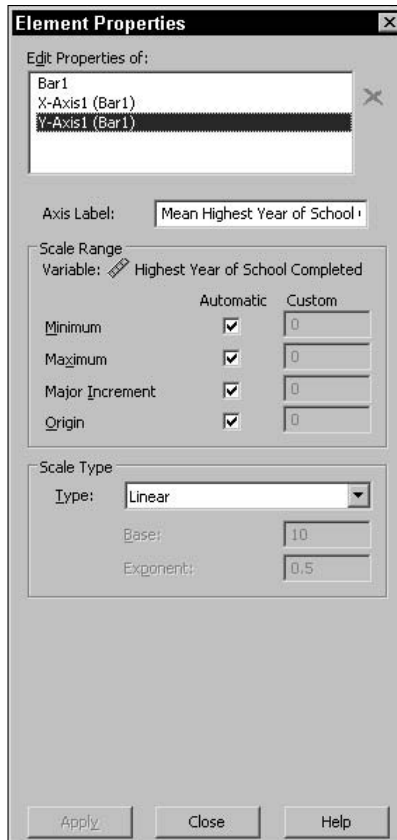 Element Properties
Edit Properties of:
Bar1
X-Axis1 (Bar1)
Y-Axis1 (Bar1)
Axis Label: Mean Highest Year of School
Scale Range
Variable: Highest Year of School Completed
Automatic Custom
Minimum 0
Maximum 0
Major Increment 0
Origin 0
Scale Type
Type: Linear
Base: 10
Exponent: 0.5
Apply Close Help